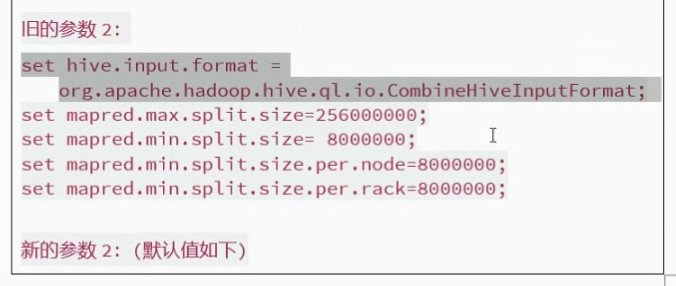 旧的参数 2:
set hive.input.format =
org.apache.hadoop.hive.ql.io.CombineHiveInputFormat;
set mapred.max.split.size=256000000;
set mapred.min.split.size= 8000000;
set mapred.min.split.size.per.node=8000000;
set mapred.min.split.size.per.rack=8000000;
新的参数 2: (默认值如下)